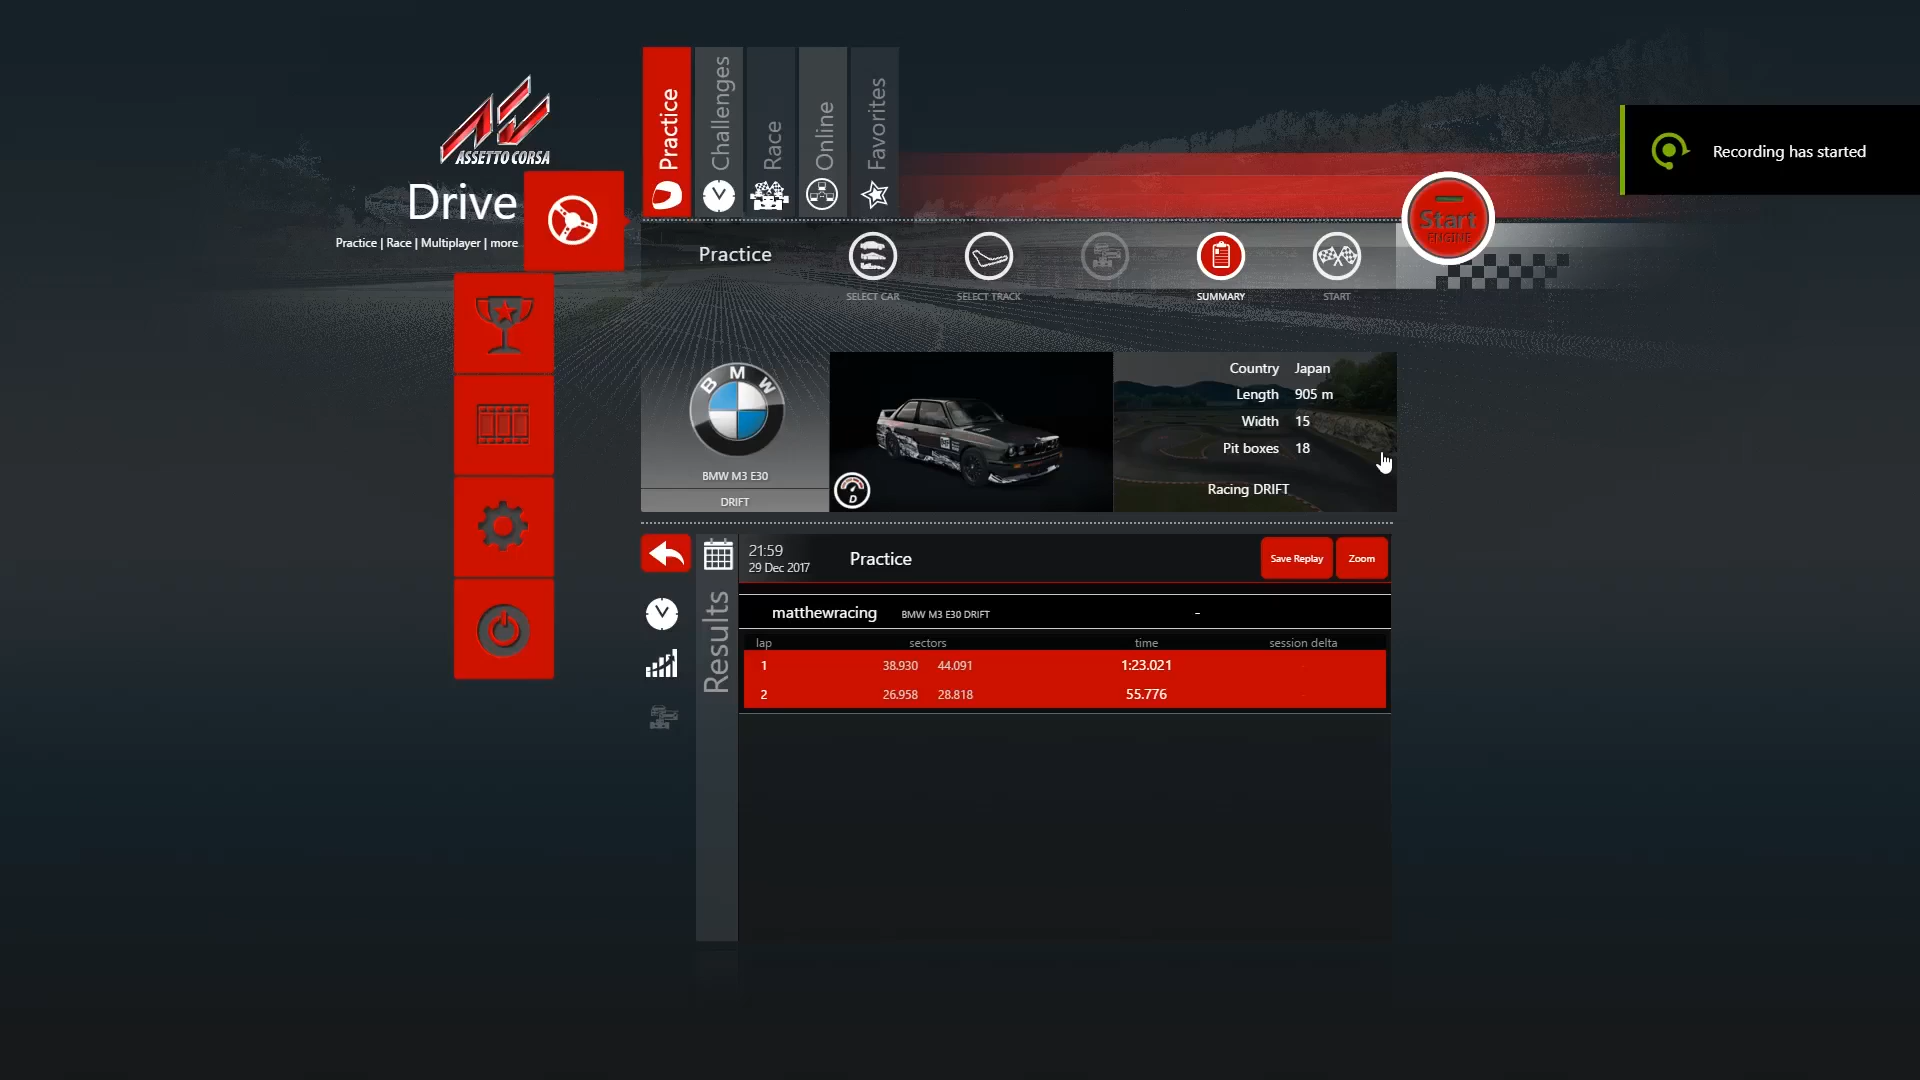 Practice
Challenges
Race
Online
Favorites
ASSETTO CORSA
Drive
Practice | Race | Multiplayer | more
Recording has started
Start
ENGINE
Practice
SELECT CAR
SELECT TRACK
SUMMARY
START
BMW
BMW M3 E30
DRIFT
D
Country Japan
Length 905 m
Width 15
Pit boxes 18
Racing DRIFT
21:59
29 Dec 2017
Practice
Save Replay
Zoom
Results
matthewracing BMW M3 E30 DRIFT -
lap sectors time session delta
1 38.930 44.091 1:23.021 -
2 26.958 28.818 55.776 -